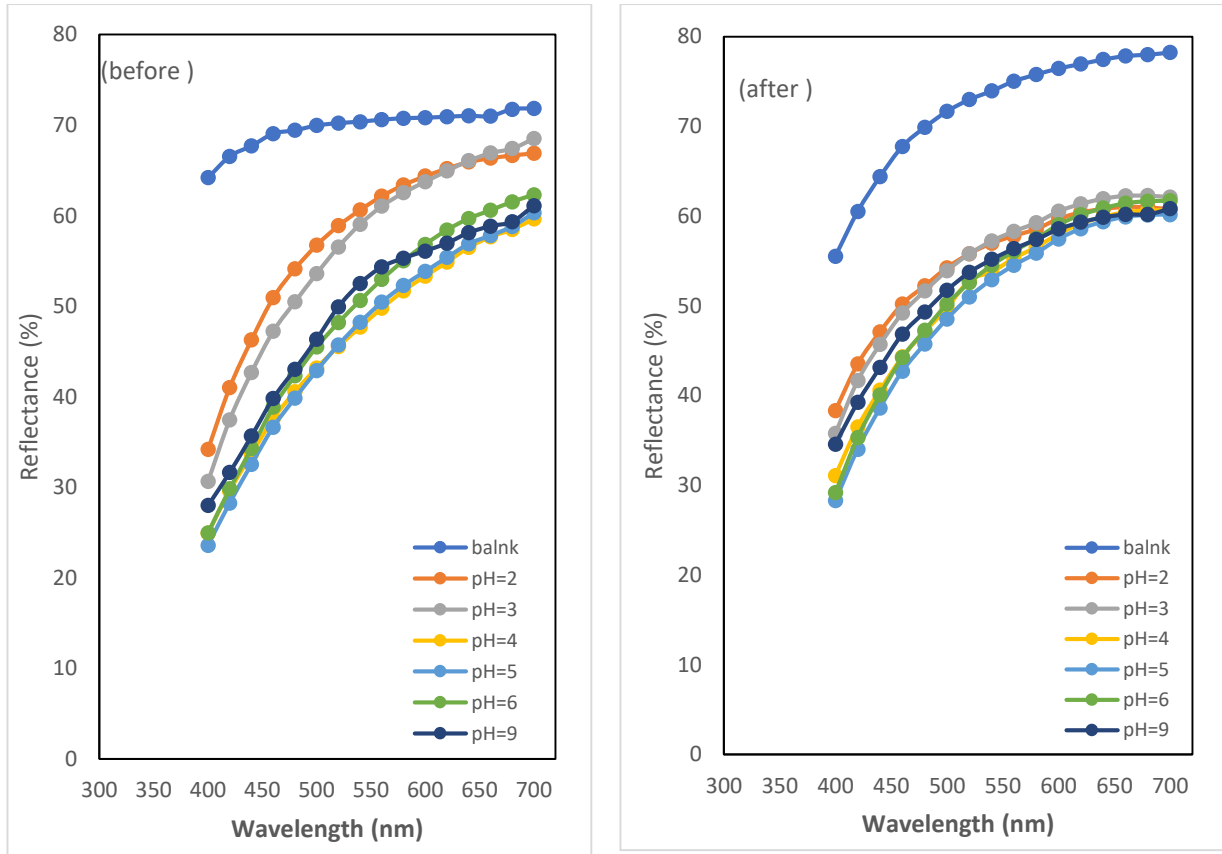 (before )
80
70
60
50
40
30
20
10
0
Reflectance (%)
300 400 450 500 550 600 650 700
Wavelength (nm)
balnk
pH=2
pH=3
pH=4
pH=5
pH=6
pH=9
(after )
80
70
60
50
40
30
20
10
0
Reflectance (%)
300 400 450 500 550 600 650 700
Wavelength (nm)
balnk
pH=2
pH=3
pH=4
pH=5
pH=6
pH=9